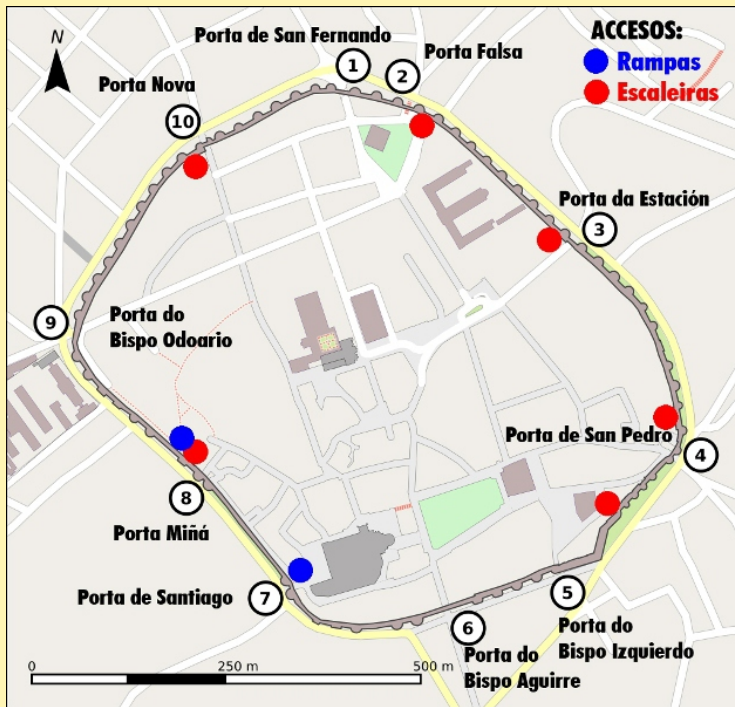 N
Porta de San Fernando
1
2
Porta Falsa
ACCESOS:
Rampas
Escaleiras
Porta Nova
10
Porta da Estación
3
9
Porta do
Bispo Odoario
Porta de San Pedro
4
8
Porta Miñá
Porta de Santiago
7
5
6
Porta do
Bispo Izquierdo
Porta do
Bispo Aguirre
0
250 m
500 m